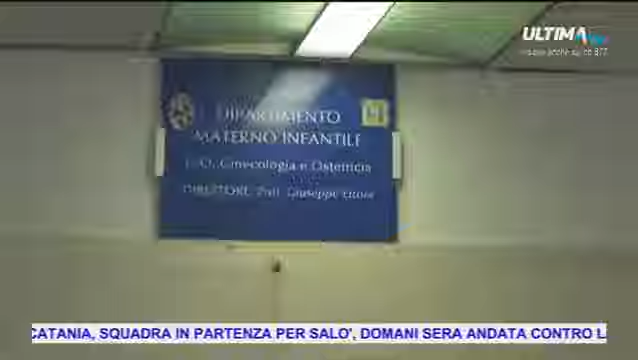 ULTIMA
DIPARTIMENTO
MATERNO INFANTILE
U.O. Ginecologia e Ostetricia
DIRETTORE Prof. Giuseppe
CATANIA, SQUADRA IN PARTENZA PER SALO', DOMANI SERA ANDATA CONTRO L